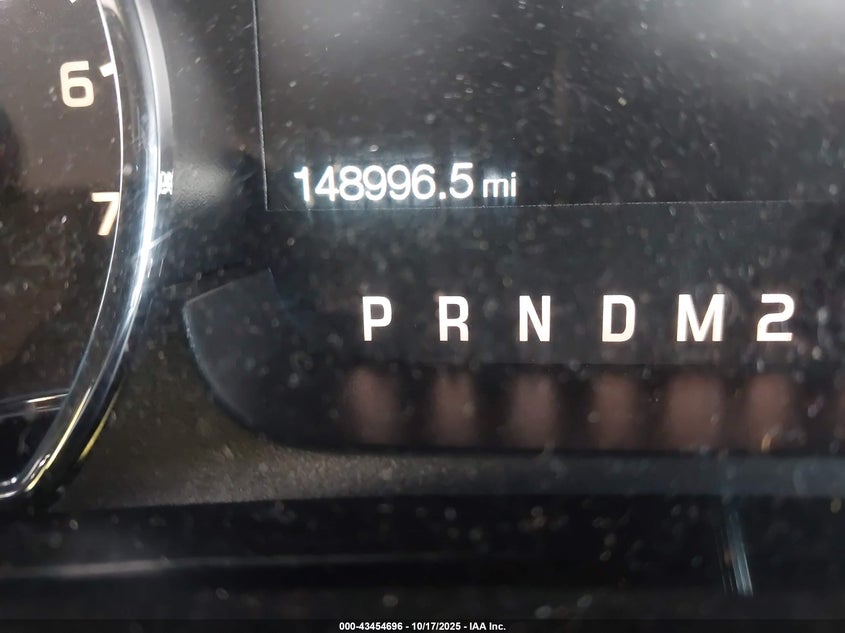 6
7
148996.5 mi
P R N D M 2
000-43454696 - 10/17/2025 - IAA Inc.